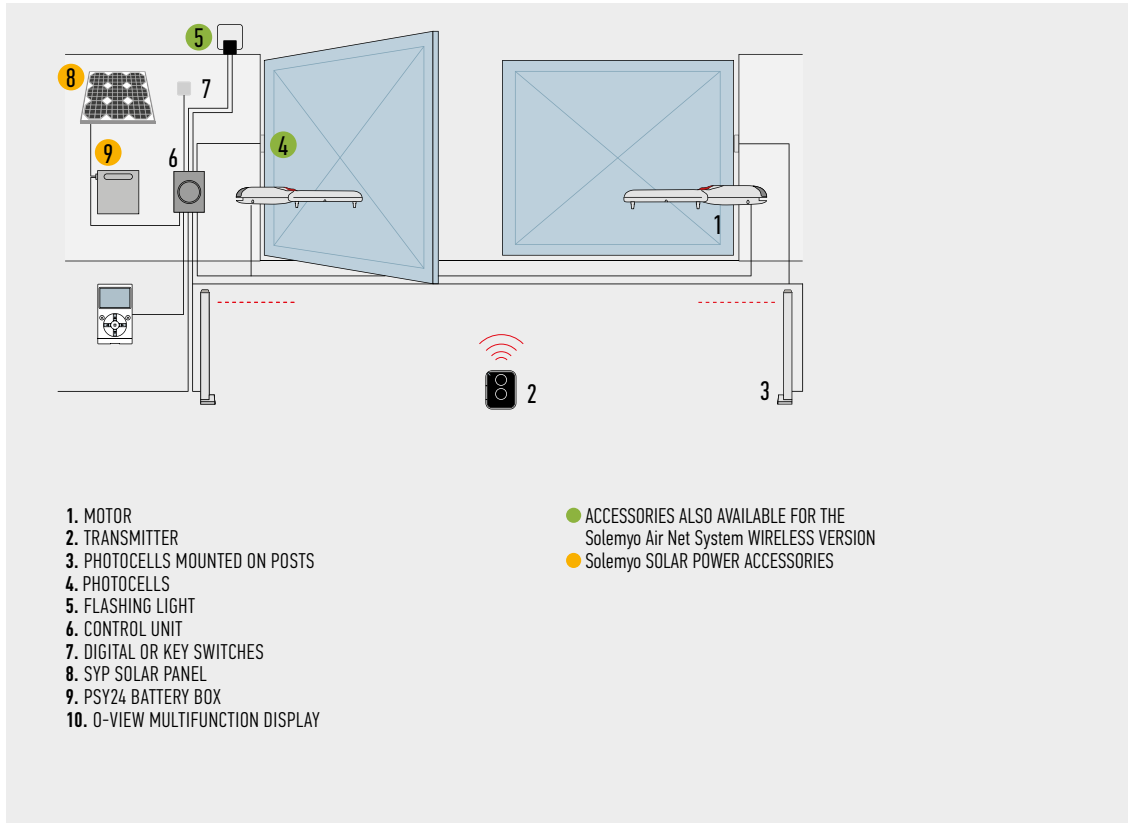 5
8
7
9
6
4
1
2
3
1. MOTOR
2. TRANSMITTER
3. PHOTOCELLS MOUNTED ON POSTS
4. PHOTOCELLS
5. FLASHING LIGHT
6. CONTROL UNIT
7. DIGITAL OR KEY SWITCHES
8. SYP SOLAR PANEL
9. PSY24 BATTERY BOX
10. O-VIEW MULTIFUNCTION DISPLAY
ACCESSORIES ALSO AVAILABLE FOR THE
Solemyo Air Net System WIRELESS VERSION
Solemyo SOLAR POWER ACCESSORIES